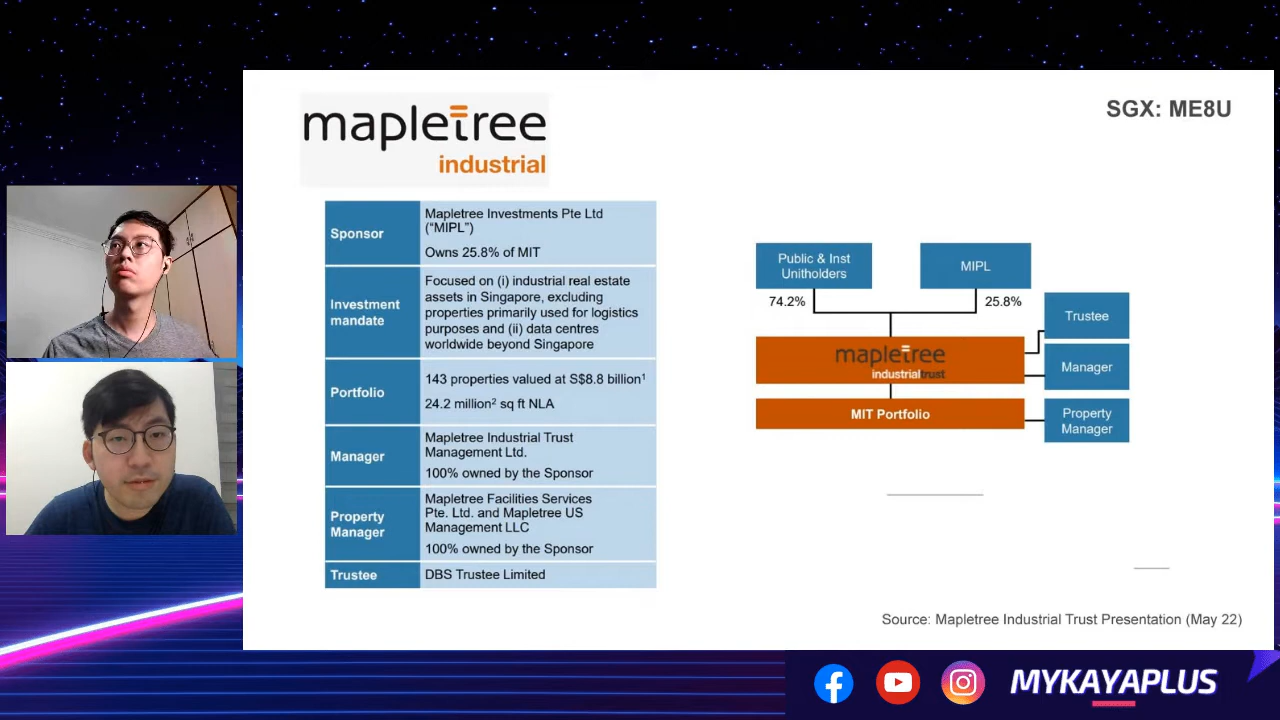 mapletree
industrial
SGX: ME8U
Sponsor
Mapletree Investments Pte Ltd
("MIPL")
Owns 25.8% of MIT
Investment
mandate
Focused on (i) industrial real estate
assets in Singapore, excluding
properties primarily used for logistics
purposes and (ii) data centres
worldwide beyond Singapore
Portfolio
143 properties valued at S$8.8 billion¹
24.2 million² sq ft NLA
Manager
Mapletree Industrial Trust
Management Ltd.
100% owned by the Sponsor
Property
Manager
Mapletree Facilities Services
Pte. Ltd. and Mapletree US
Management LLC
100% owned by the Sponsor
Trustee
DBS Trustee Limited
Public & Inst
Unitholders
MIPL
74.2%
25.8%
Trustee
mapletree
industrialtrust
Manager
MIT Portfolio
Property
Manager
Source: Mapletree Industrial Trust Presentation (May 22)
MYKAYAPLUS